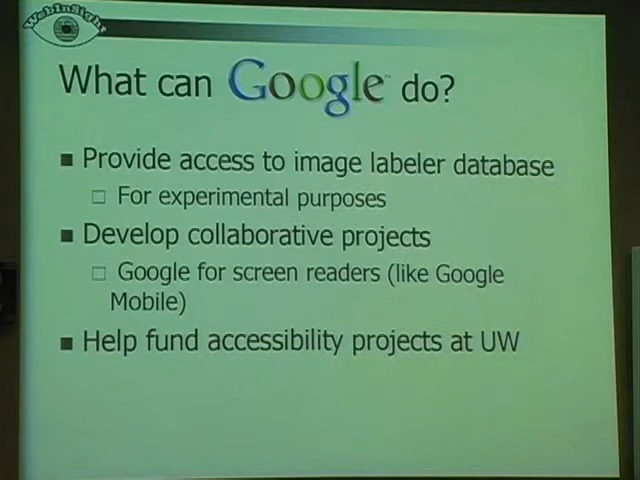 WebInSight
What can Google™ do?
Provide access to image labeler database
For experimental purposes
Develop collaborative projects
Google for screen readers (like Google
Mobile)
Help fund accessibility projects at UW